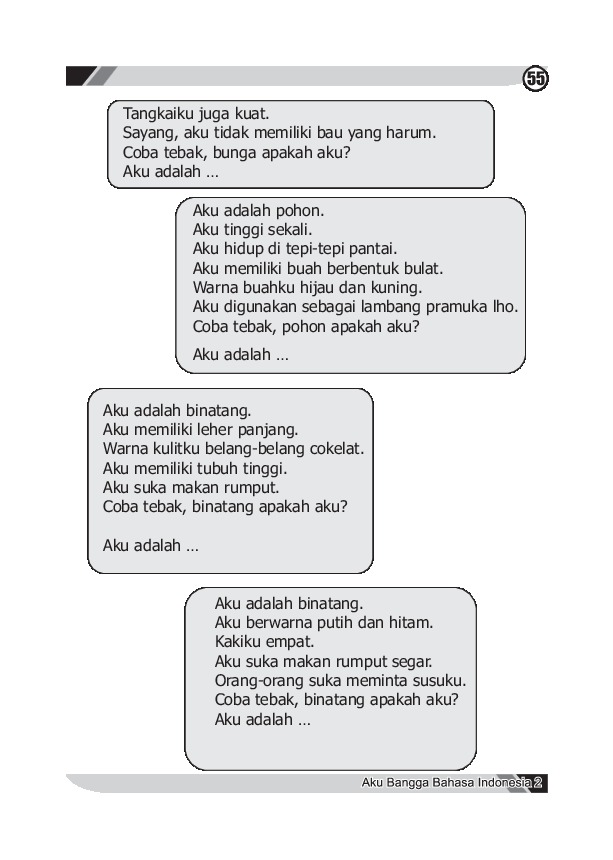 55
Tangkaiku juga kuat.
Sayang, aku tidak memiliki bau yang harum.
Coba tebak, bunga apakah aku?
Aku adalah ...
Aku adalah pohon.
Aku tinggi sekali.
Aku hidup di tepi-tepi pantai.
Aku memiliki buah berbentuk bulat.
Warna buahku hijau dan kuning.
Aku digunakan sebagai lambang pramuka lho.
Coba tebak, pohon apakah aku?
Aku adalah ...
Aku adalah binatang.
Aku memiliki leher panjang.
Warna kulitku belang-belang cokelat.
Aku memiliki tubuh tinggi.
Aku suka makan rumput.
Coba tebak, binatang apakah aku?
Aku adalah ...
Aku adalah binatang.
Aku berwarna putih dan hitam.
Kakiku empat.
Aku suka makan rumput segar.
Orang-orang suka meminta susuku.
Coba tebak, binatang apakah aku?
Aku adalah ...
Aku Bangga Bahasa Indonesia 2